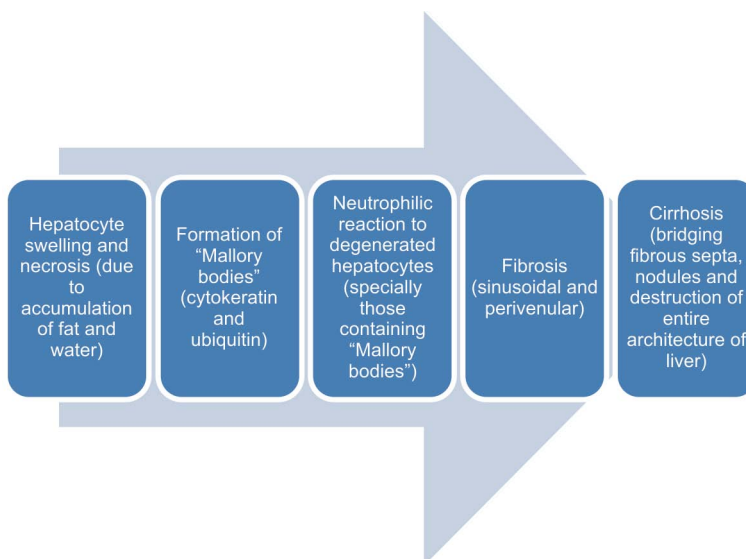 Hepatocyte
swelling and
necrosis (due
to
accumulation
of fat and
water)
Formation of
“Mallory
bodies”
(cytokeratin
and
ubiquitin)
Neutrophilic
reaction to
degenerated
hepatocytes
(specially
those
containing
“Mallory
bodies”)
Fibrosis
(sinusoidal and
perivenular)
Cirrhosis
(bridging
fibrous septa,
nodules and
destruction of
entire
architecture of
liver)